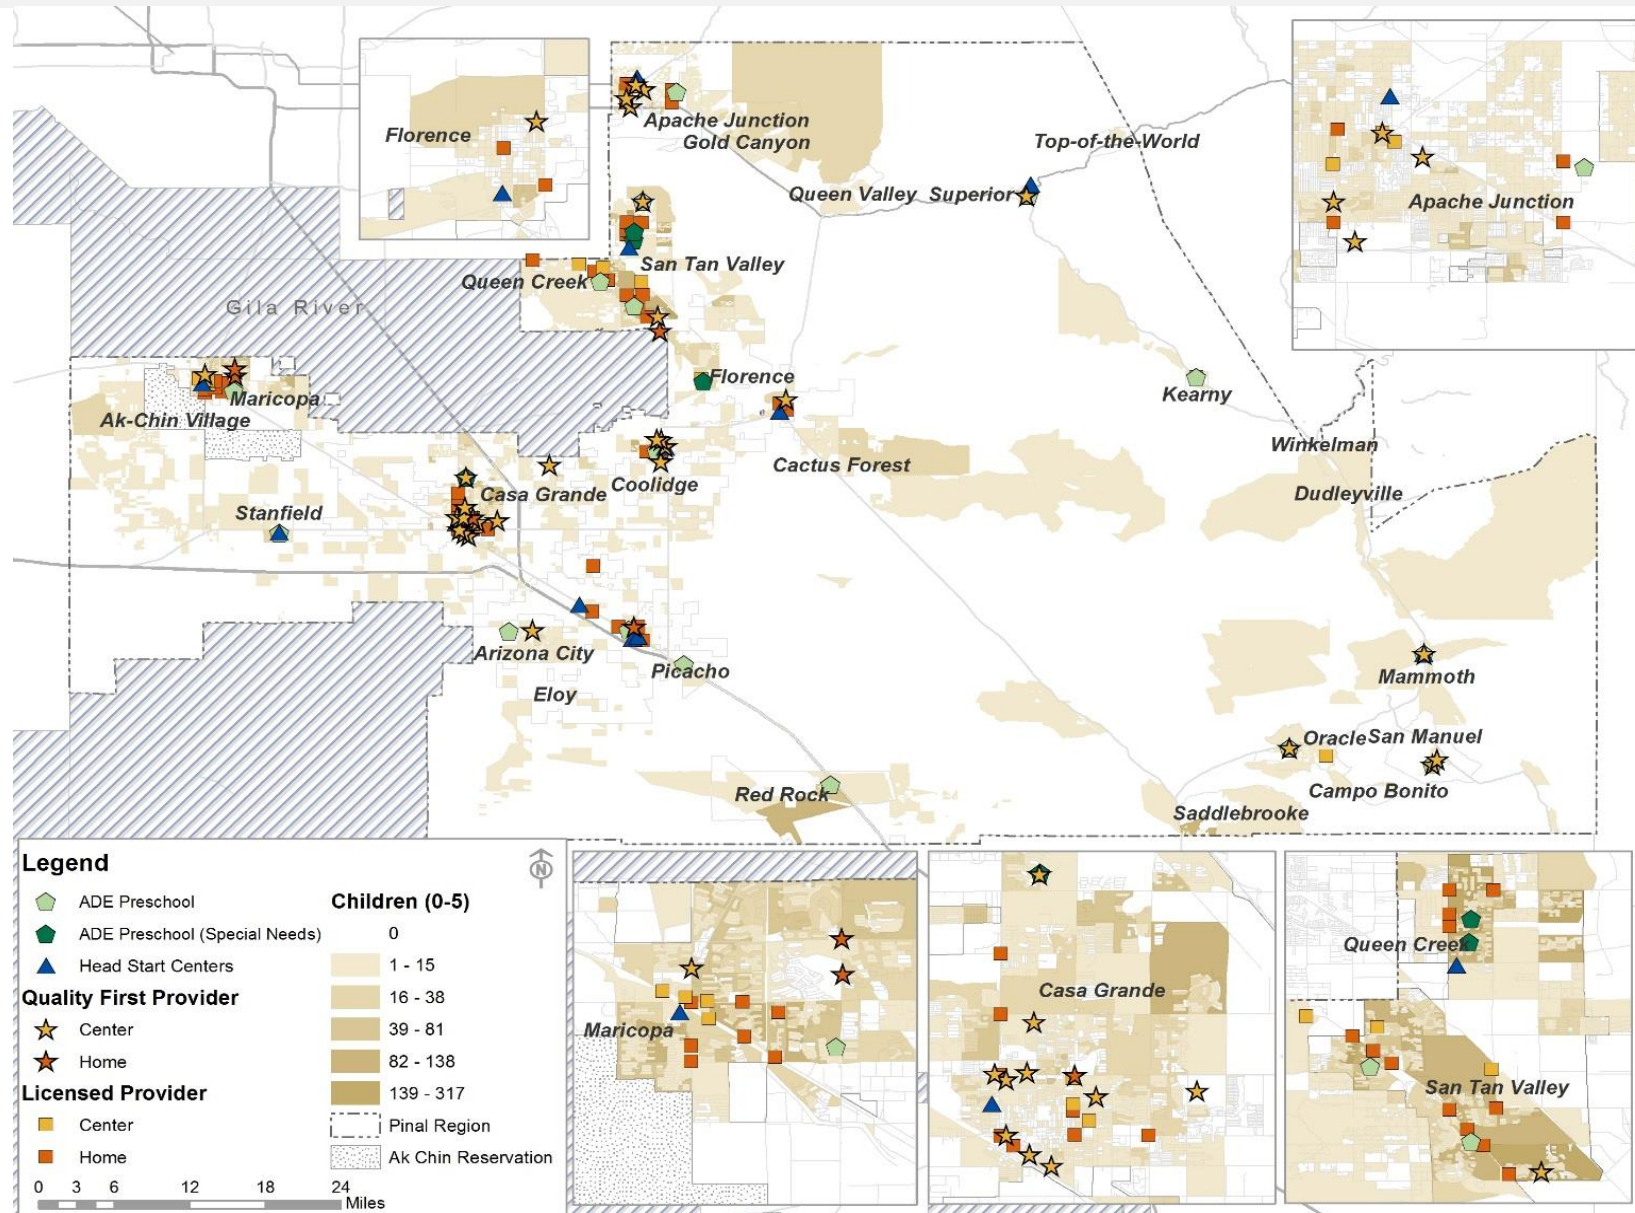 Florence
Apache Junction
Gold Canyon
Top-of-the-World
Queen Valley Superior
Apache Junction
San Tan Valley
Queen Creek
Gila River
Florence
Kearny
Maricopa
Ak-Chin Village
Winkelman
Cactus Forest
Coolidge
Casa Grande
Dudleyville
Stanfield
Arizona City
Picacho
Mammoth
Eloy
Oracle San Manuel
Red Rock
Campo Bonito
Saddlebrooke
Legend
N
ADE Preschool
ADE Preschool (Special Needs)
Head Start Centers
Quality First Provider
Center
Home
Licensed Provider
Center
Home
Children (0-5)
0
1 - 15
16 - 38
39 - 81
82 - 138
139 - 317
Pinal Region
Ak Chin Reservation
0 3 6 12 18 24
Miles
Maricopa
Casa Grande
Queen Creek
San Tan Valley